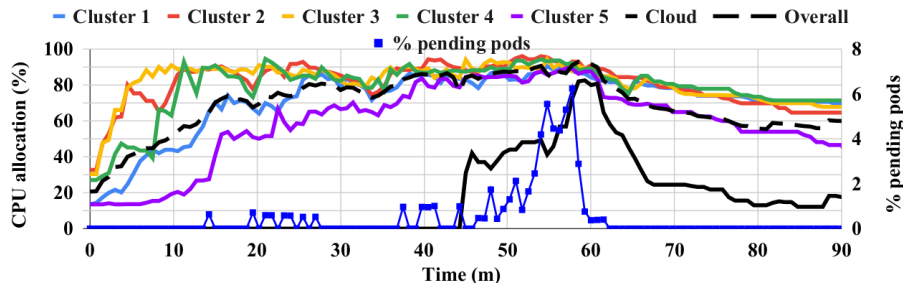 Cluster 1 Cluster 2 Cluster 3 Cluster 4 Cluster 5 Cloud Overall
% pending pods
CPU allocation (%)
100
80
60
40
20
0
8
6
4
2
0
% pending pods
0 10 20 30 40 50 60 70 80 90
Time (m)